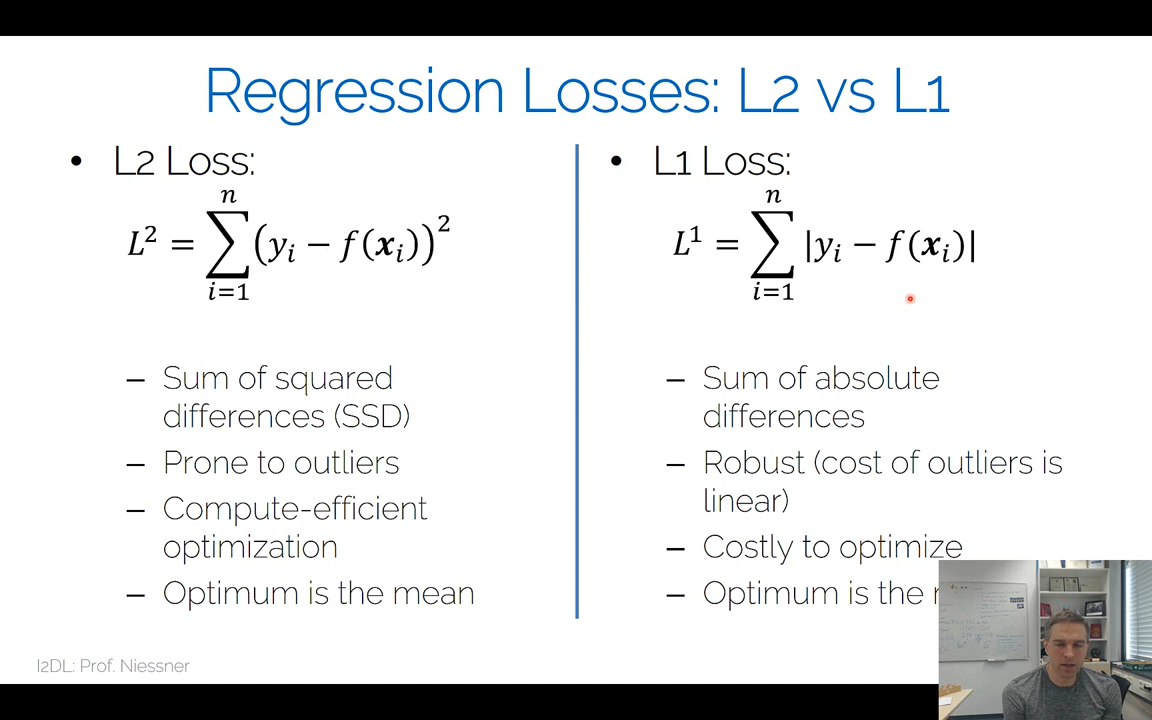 Regression Losses: L2 vs L1
• L2 Loss:
L² = ∑ᵢ₌₁ⁿ (yᵢ − f(𝒙ᵢ))²
– Sum of squared
differences (SSD)
– Prone to outliers
– Compute-efficient
optimization
– Optimum is the mean
• L1 Loss:
L¹ = ∑ᵢ₌₁ⁿ |yᵢ − f(𝒙ᵢ)|
– Sum of absolute
differences
– Robust (cost of outliers is
linear)
– Costly to optimize
– Optimum is the
I2DL: Prof. Niessner